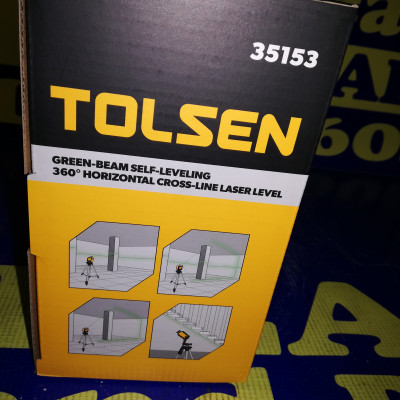 35153
TOLSEN
GREEN-BEAM SELF-LEVELING
360° HORIZONTAL CROSS-LINE LASER LEVEL